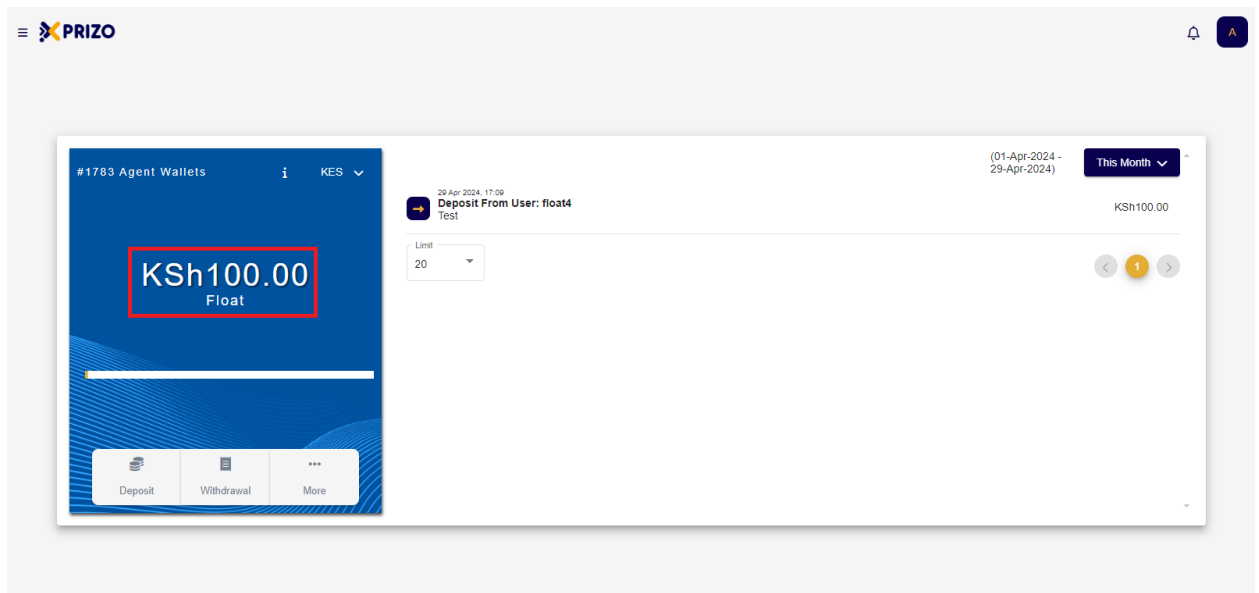 XPRIZO
A
#1783 Agent Wallets
i
KES
KSh100.00
Float
Deposit
Withdrawal
More
(01-Apr-2024 -
29-Apr-2024)
This Month
29 Apr 2024, 17:09
Deposit From User: float4
Test
KSh100.00
Limit
20
1